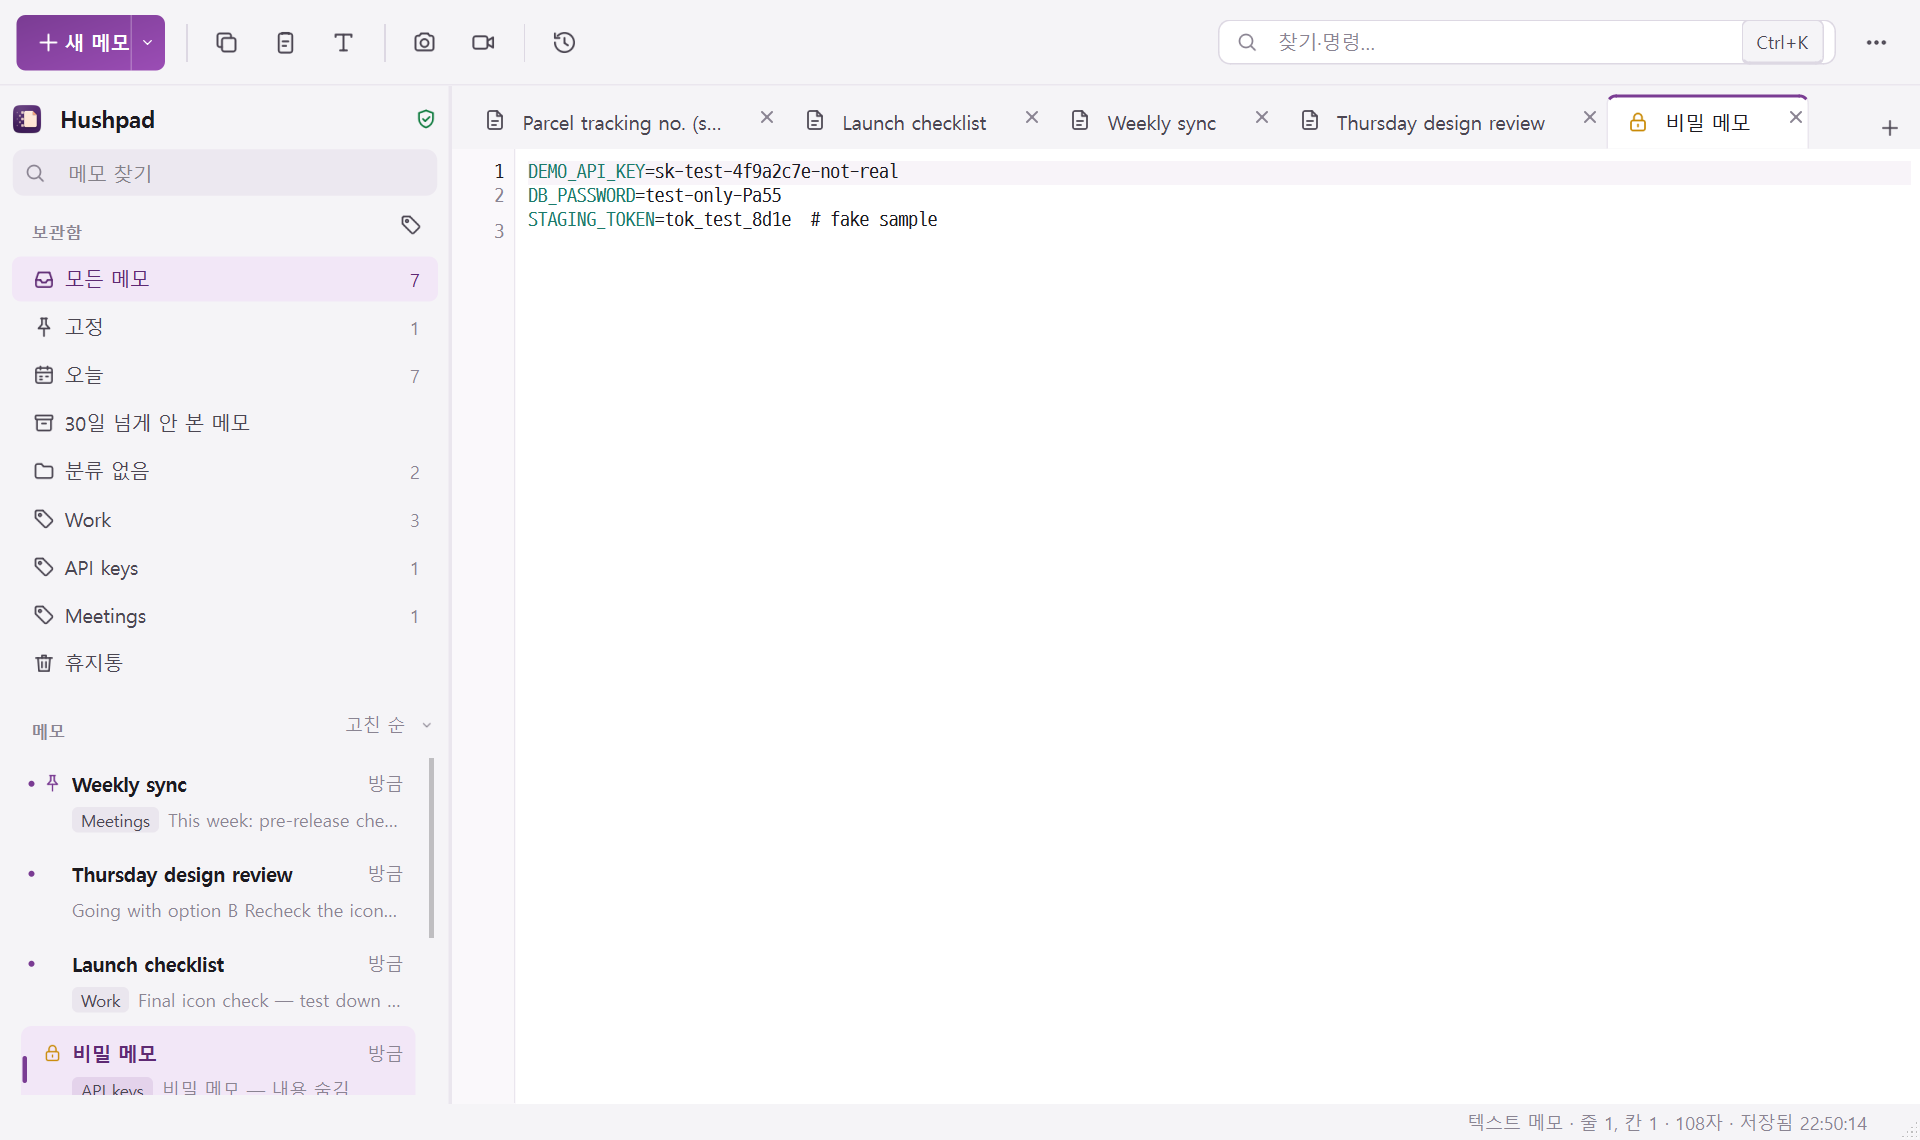 새 메모
찾기·명령...
Ctrl+K
Hushpad
메모 찾기
보관함
모든 메모 7
고정 1
오늘 7
30일 넘게 안 본 메모
분류 없음 2
Work 3
API keys 1
Meetings 1
휴지통
메모 고친 순
Weekly sync 방금
Meetings This week: pre-release che...
Thursday design review 방금
Going with option B Recheck the icon...
Launch checklist 방금
Work Final icon check — test down ...
비밀 메모 방금
API keys 비밀 메모 — 내용 숨김
Parcel tracking no. (s... Launch checklist Weekly sync Thursday design review 비밀 메모
1 DEMO_API_KEY=sk-test-4f9a2c7e-not-real
2 DB_PASSWORD=test-only-Pa55
STAGING_TOKEN=tok_test_8d1e  # fake sample
3
텍스트 메모 · 줄 1, 칸 1 · 108자 · 저장됨 22:50:14